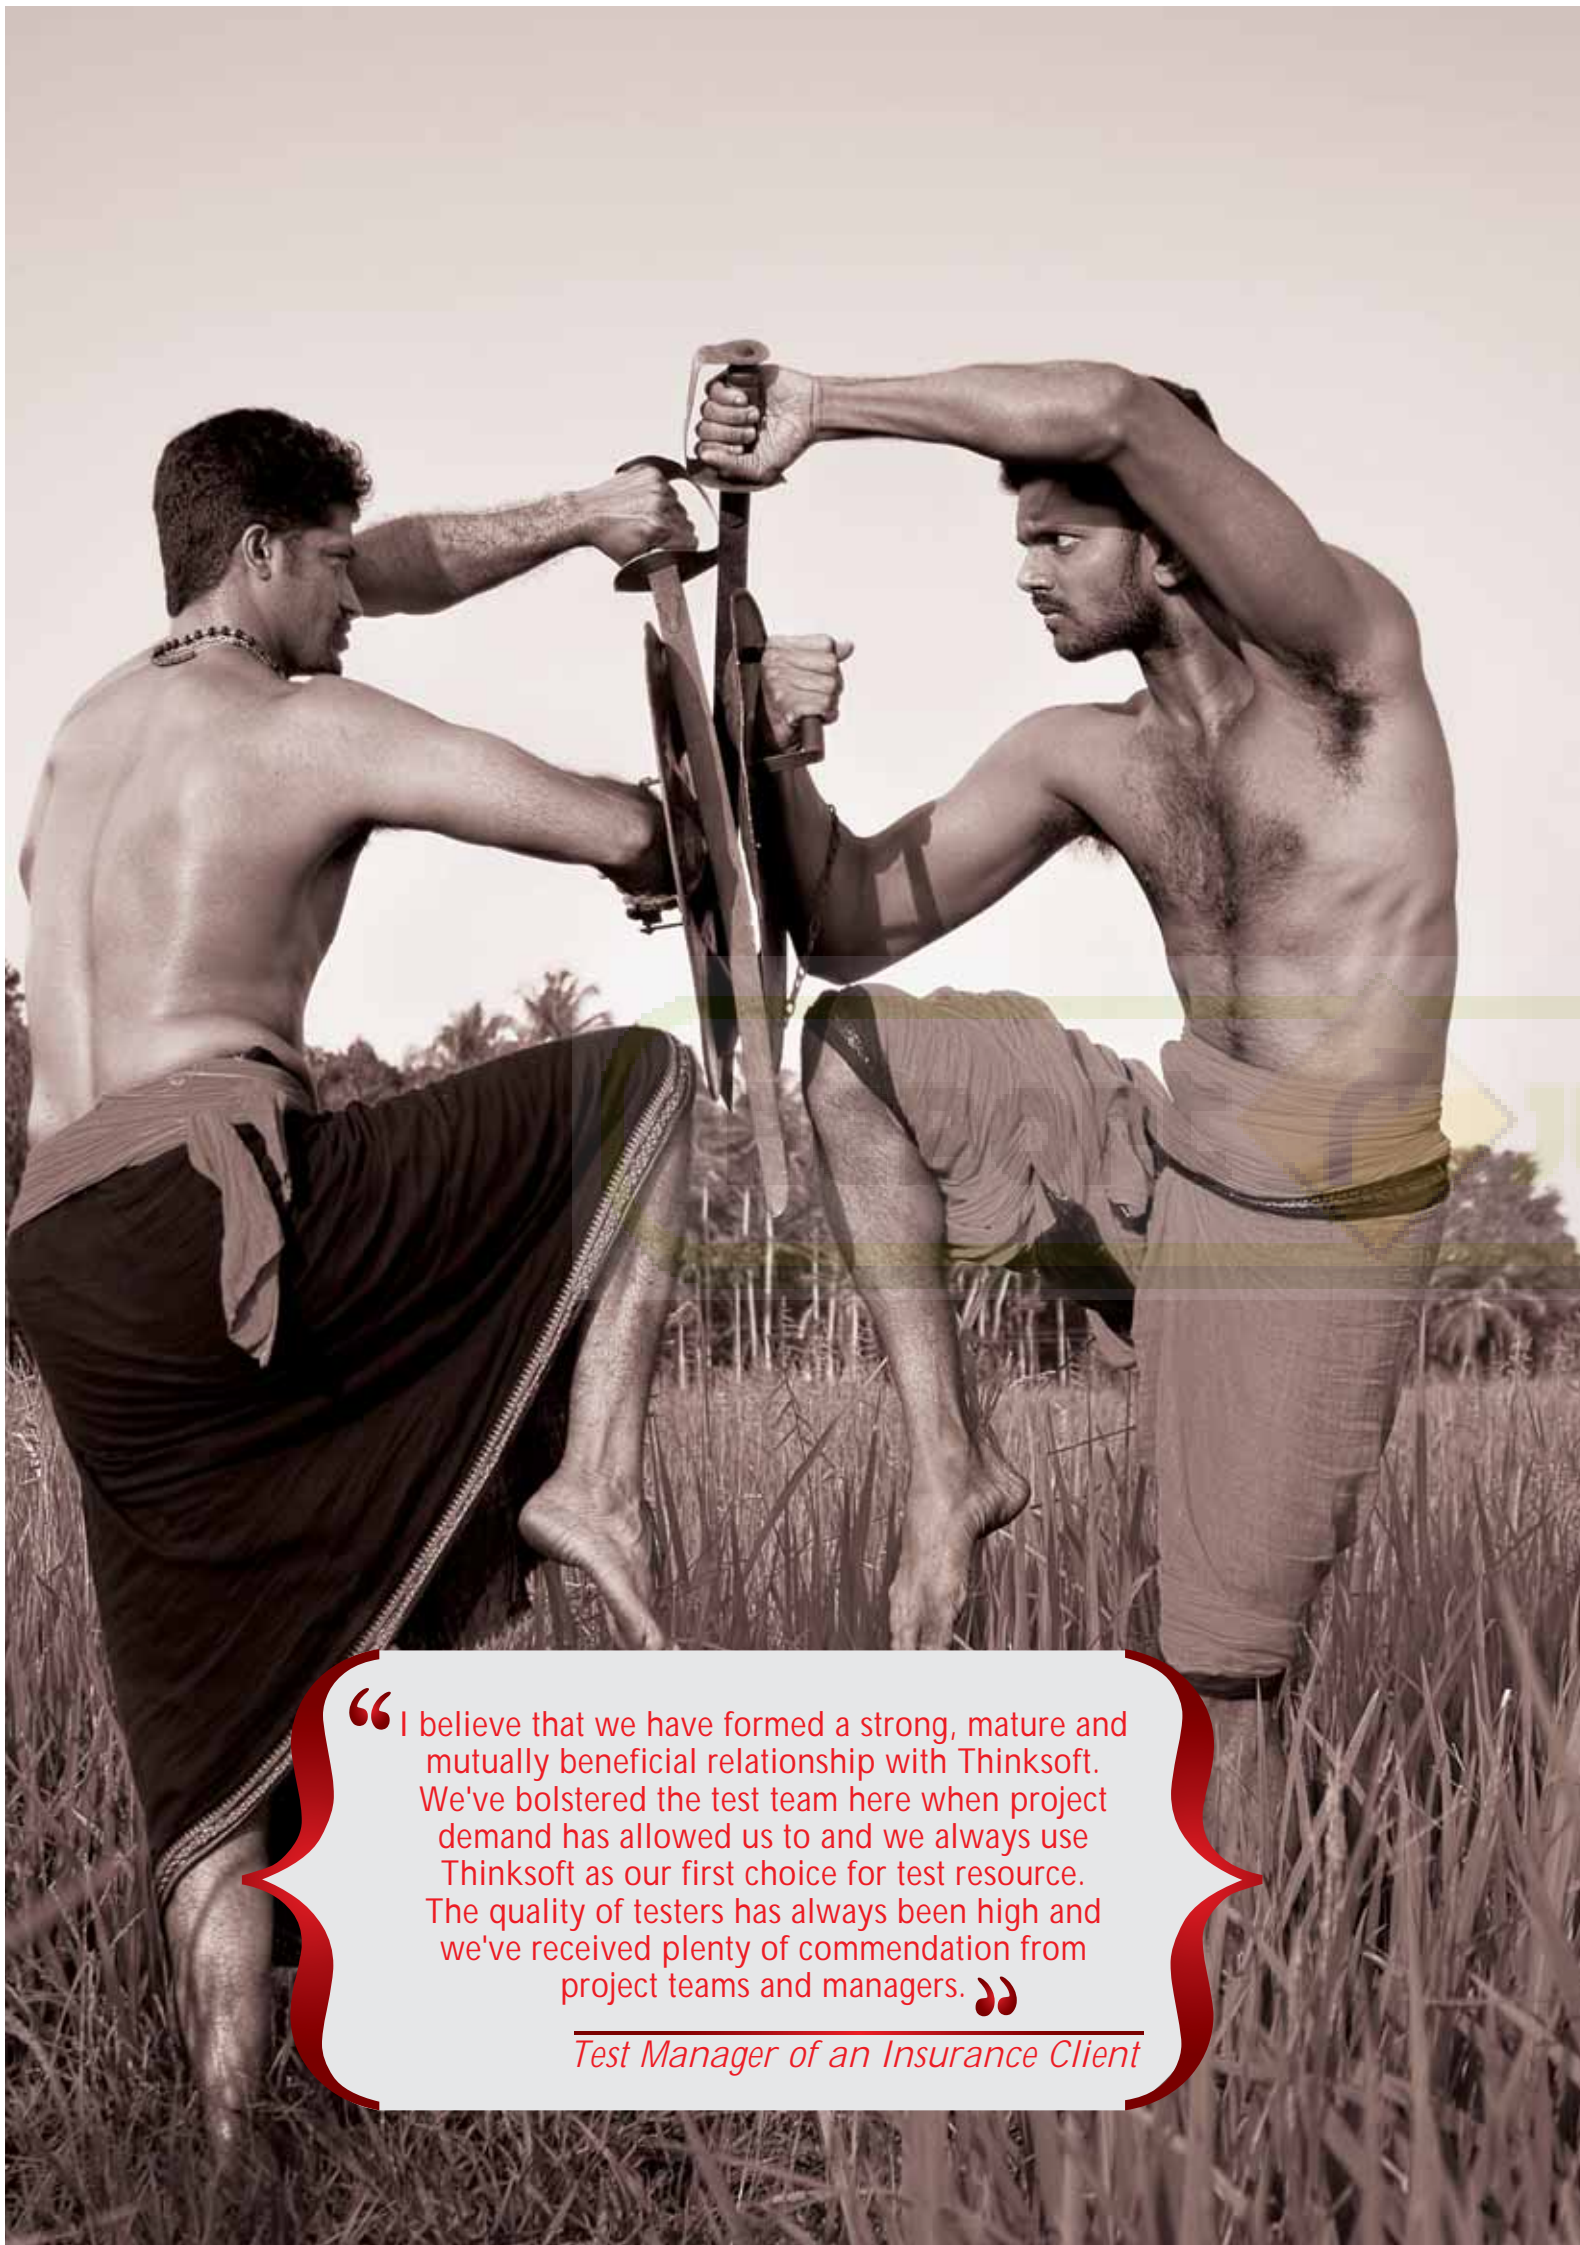 “ I believe that we have formed a strong, mature and
mutually beneficial relationship with Thinksoft.
We've bolstered the test team here when project
demand has allowed us to and we always use
Thinksoft as our first choice for test resource.
The quality of testers has always been high and
we've received plenty of commendation from
project teams and managers. ”
Test Manager of an Insurance Client